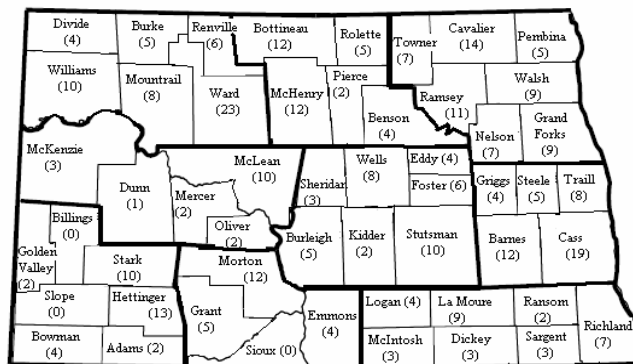 Divide
(4)
Burke
(5)
Renville
(6)
Bottineau
(12)
Rolette
(5)
Towner
(7)
Cavalier
(14)
Pembina
(5)
Williams
(10)
Mountrail
(8)
Ward
(23)
McHenry
(12)
Pierce
(2)
Benson
(4)
Ramsey
(11)
Walsh
(9)
Nelson
(7)
Grand
Forks
(9)
McKenzie
(3)
Dunn
(1)
McLean
(10)
Mercer
(2)
Oliver
(2)
Sheridan
(3)
Wells
(8)
Eddy (4)
Foster (6)
Griggs
(4)
Steele
(5)
Traill
(8)
Billings
(0)
Golden
Valley
(2)
Stark
(10)
Morton
(12)
Burleigh
(5)
Kidder
(2)
Stutsman
(10)
Barnes
(12)
Cass
(19)
Slope
(0)
Hettinger
(13)
Grant
(5)
Emmons
(4)
Logan (4)
La Moure
(9)
Ransom
(2)
Richland
(7)
Bowman
(4)
Adams (2)
Sioux (0)
McIntosh
(3)
Dickey
(3)
Sargent
(3)